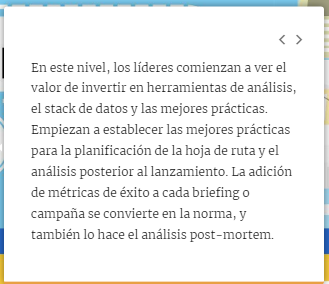 En este nivel, los líderes comienzan a ver el
valor de invertir en herramientas de análisis,
el stack de datos y las mejores prácticas.
Empiezan a establecer las mejores prácticas
para la planificación de la hoja de ruta y el
análisis posterior al lanzamiento. La adición
de métricas de éxito a cada briefing o
campaña se convierte en la norma, y
también lo hace el análisis post-mortem.